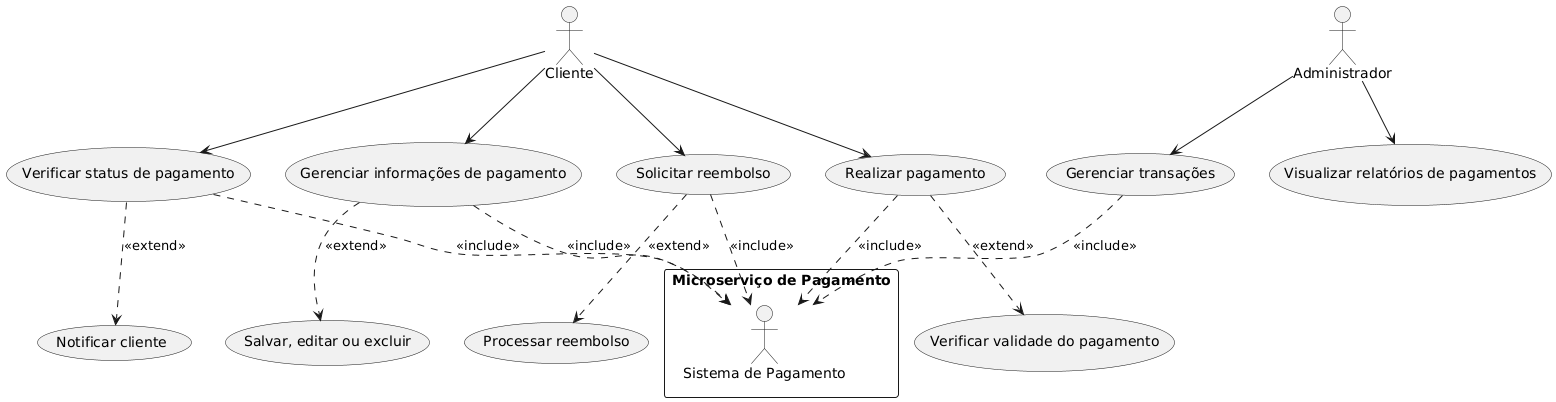 Cliente
Administrador
Verificar status de pagamento
Gerenciar informações de pagamento
Solicitar reembolso
Realizar pagamento
Gerenciar transações
Visualizar relatórios de pagamentos
«extend»
«extend»
«include»
«include»
«extend»
«include»
«include»
«extend»
«include»
Microserviço de Pagamento
Notificar cliente
Salvar, editar ou excluir
Processar reembolso
Verificar validade do pagamento
Sistema de Pagamento